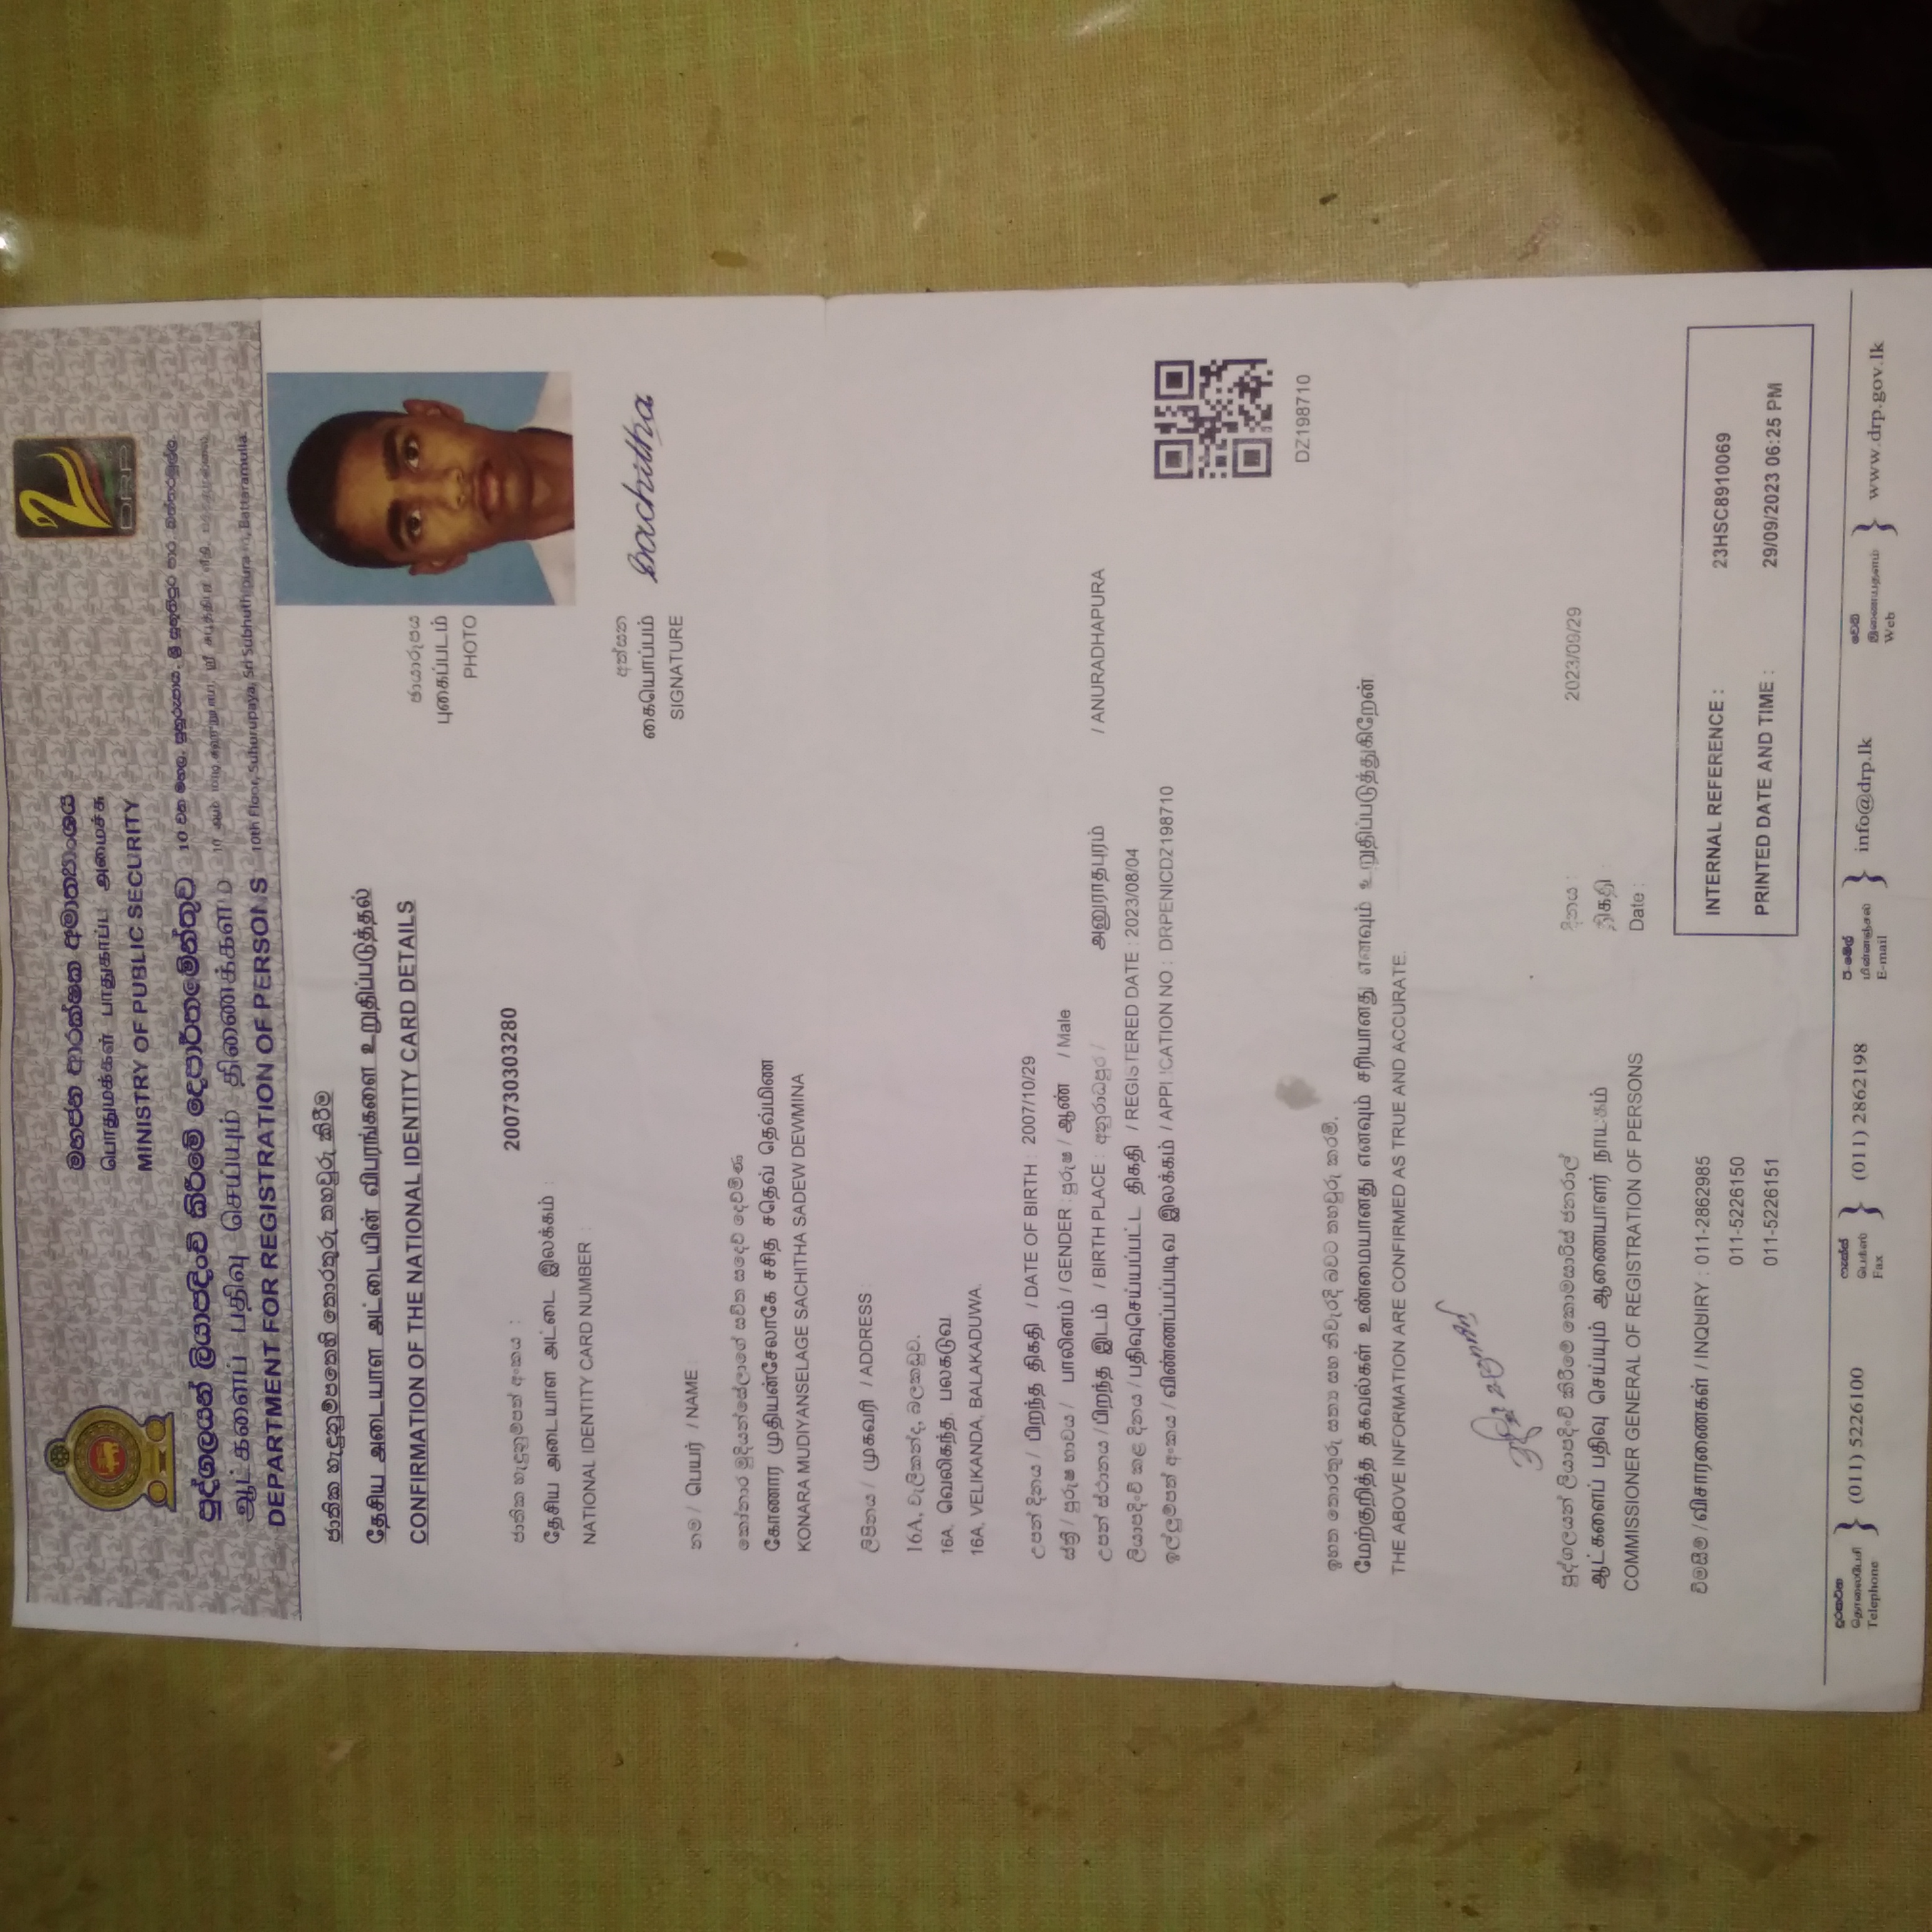 මහජන ආරක්ෂක අමාත්‍යාංශය
பொதுமக்கள் பாதுகாப்பு அமைச்சு
MINISTRY OF PUBLIC SECURITY
DRP
පුද්ගලයන් ලියාපදිංචි කිරීමේ දෙපාර්තමේන්තුව
ஆட்களைப் பதிவு செய்யும் திணைக்களம்
DEPARTMENT FOR REGISTRATION OF PERSONS
10 වන මහල, සුහුරුපාය, ශ්‍රී සුභූතිපුර පාර, බත්තරමුල්ල.
10th Floor, Suhurupaya, Sri Subhuthipura Battaramulla.
ජාතික හැඳුනුම්පතෙහි තොරතුරු තහවුරු කිරීම
தேசிய அடையாள அட்டையின் விபரங்களை உறுதிப்படுத்தல்
CONFIRMATION OF THE NATIONAL IDENTITY CARD DETAILS
ඡායාරූපය
புகைப்படம்
PHOTO
ජාතික හැඳුනුම්පත් අංකය : 200730303280
தேசிய அடையாள அட்டை இலக்கம் :
NATIONAL IDENTITY CARD NUMBER :
අත්සන
கையொப்பம்
SIGNATURE
Sachitha
නම / பெயர் / NAME :
කෝනාර මුදියන්සේලාගේ සචිත සදෙව් දෙව්මිණ
கோணார முதியன்சேலாகே சசித சதெவ் தெவ்மிண
KONARA MUDIYANSELAGE SACHITHA SADEW DEWMINA
ලිපිනය / முகவரி / ADDRESS :
16A, වැලිකන්ද, බලකඩුව.
16A, வெலிகந்த, பலகடுவ.
16A, VELIKANDA, BALAKADUWA.
උපන් දිනය / பிறந்த திகதி / DATE OF BIRTH : 2007/10/29
ස්ත්‍රී / පුරුෂ භාවය / பாலினம் / GENDER : පුරුෂ / ஆண் / Male
උපන් ස්ථානය / பிறந்த இடம் / BIRTH PLACE : අනුරාධපුර / அனுராதபுரம் / ANURADHAPURA
ලියාපදිංචි කළ දිනය / பதிவுசெய்யப்பட்ட திகதி / REGISTERED DATE : 2023/08/04
ඉල්ලුම්පත් අංකය / விண்ணப்பப்படிவ இலக்கம் / APPLICATION NO : DRPENICDZ198710
DZ198710
ඉහත තොරතුරු සත්‍ය සහ නිවැරදි බවට තහවුරු කරමි.
மேற்குறித்த தகவல்கள் உண்மையானது எனவும் சரியானது எனவும் உறுதிப்படுத்துகிறேன்
THE ABOVE INFORMATION ARE CONFIRMED AS TRUE AND ACCURATE.
පුද්ගලයන් ලියාපදිංචි කිරීමේ කොමසාරිස් ජනරාල්
ஆட்களைப் பதிவு செய்யும் ஆணையாளர் நாயகம்
COMMISSIONER GENERAL OF REGISTRATION OF PERSONS
දිනය : 2023/09/29
திகதி :
Date :
විමසීම් / விசாரணைகள் / INQUIRY : 011-2862985
011-5226150
011-5226151
INTERNAL REFERENCE : 23HSC8910069
PRINTED DATE AND TIME : 29/09/2023 06:25 PM
දුරකථන
தொலைபேசி
Telephone
(011) 5226100
ෆැක්ස්
பெக்ஸ்
Fax
(011) 2862198
ඊ-මේල්
மின்னஞ்சல்
E-mail
info@drp.lk
වෙබ්
இணையதளம்
Web
www.drp.gov.lk